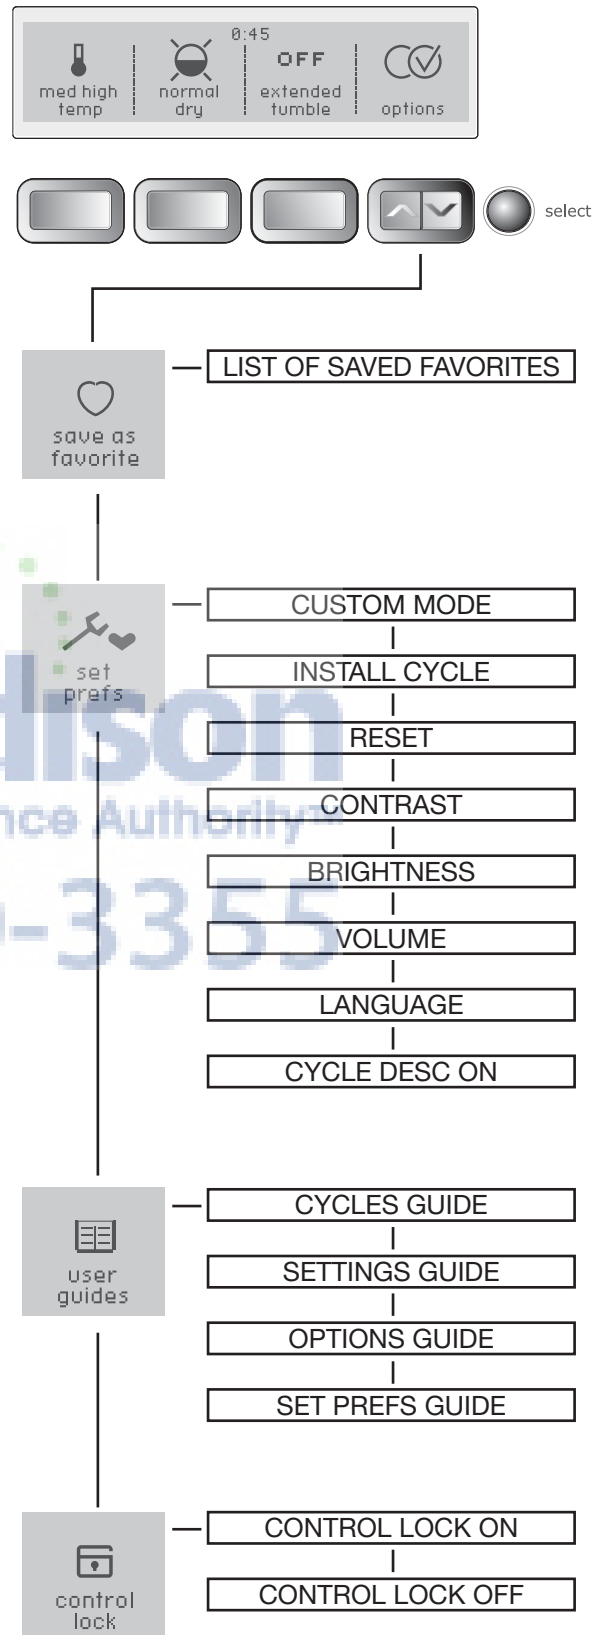 0:45
med high
temp
normal
dry
OFF
extended
tumble
options
select
LIST OF SAVED FAVORITES
save as
favorite
set
prefs
CUSTOM MODE
INSTALL CYCLE
RESET
CONTRAST
BRIGHTNESS
VOLUME
LANGUAGE
CYCLE DESC ON
Authority™
-3355
user
guides
CYCLES GUIDE
SETTINGS GUIDE
OPTIONS GUIDE
SET PREFS GUIDE
control
lock
CONTROL LOCK ON
CONTROL LOCK OFF